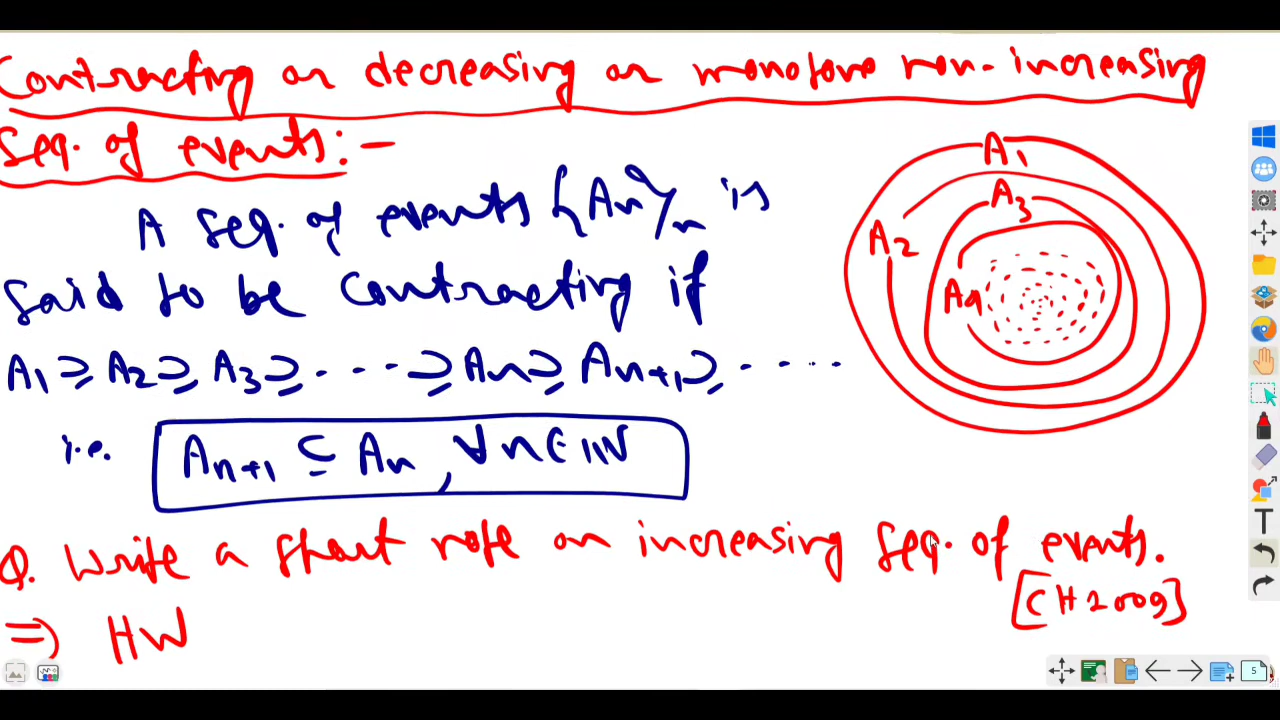 Contracting or decreasing or monotone non-increasing
seq. of events:-
A seq. of events {An}n is
said to be contracting if
A1 ⊇ A2 ⊇ A3 ⊇ ---- ⊇ An ⊇ An+1 ⊇ -----
i.e. An+1 ⊆ An, ∀n∈ℕ
A1
A3
A2
A4
Q. Write a short note on increasing seq. of events.
[CH2009]
⇒ HW
T
5